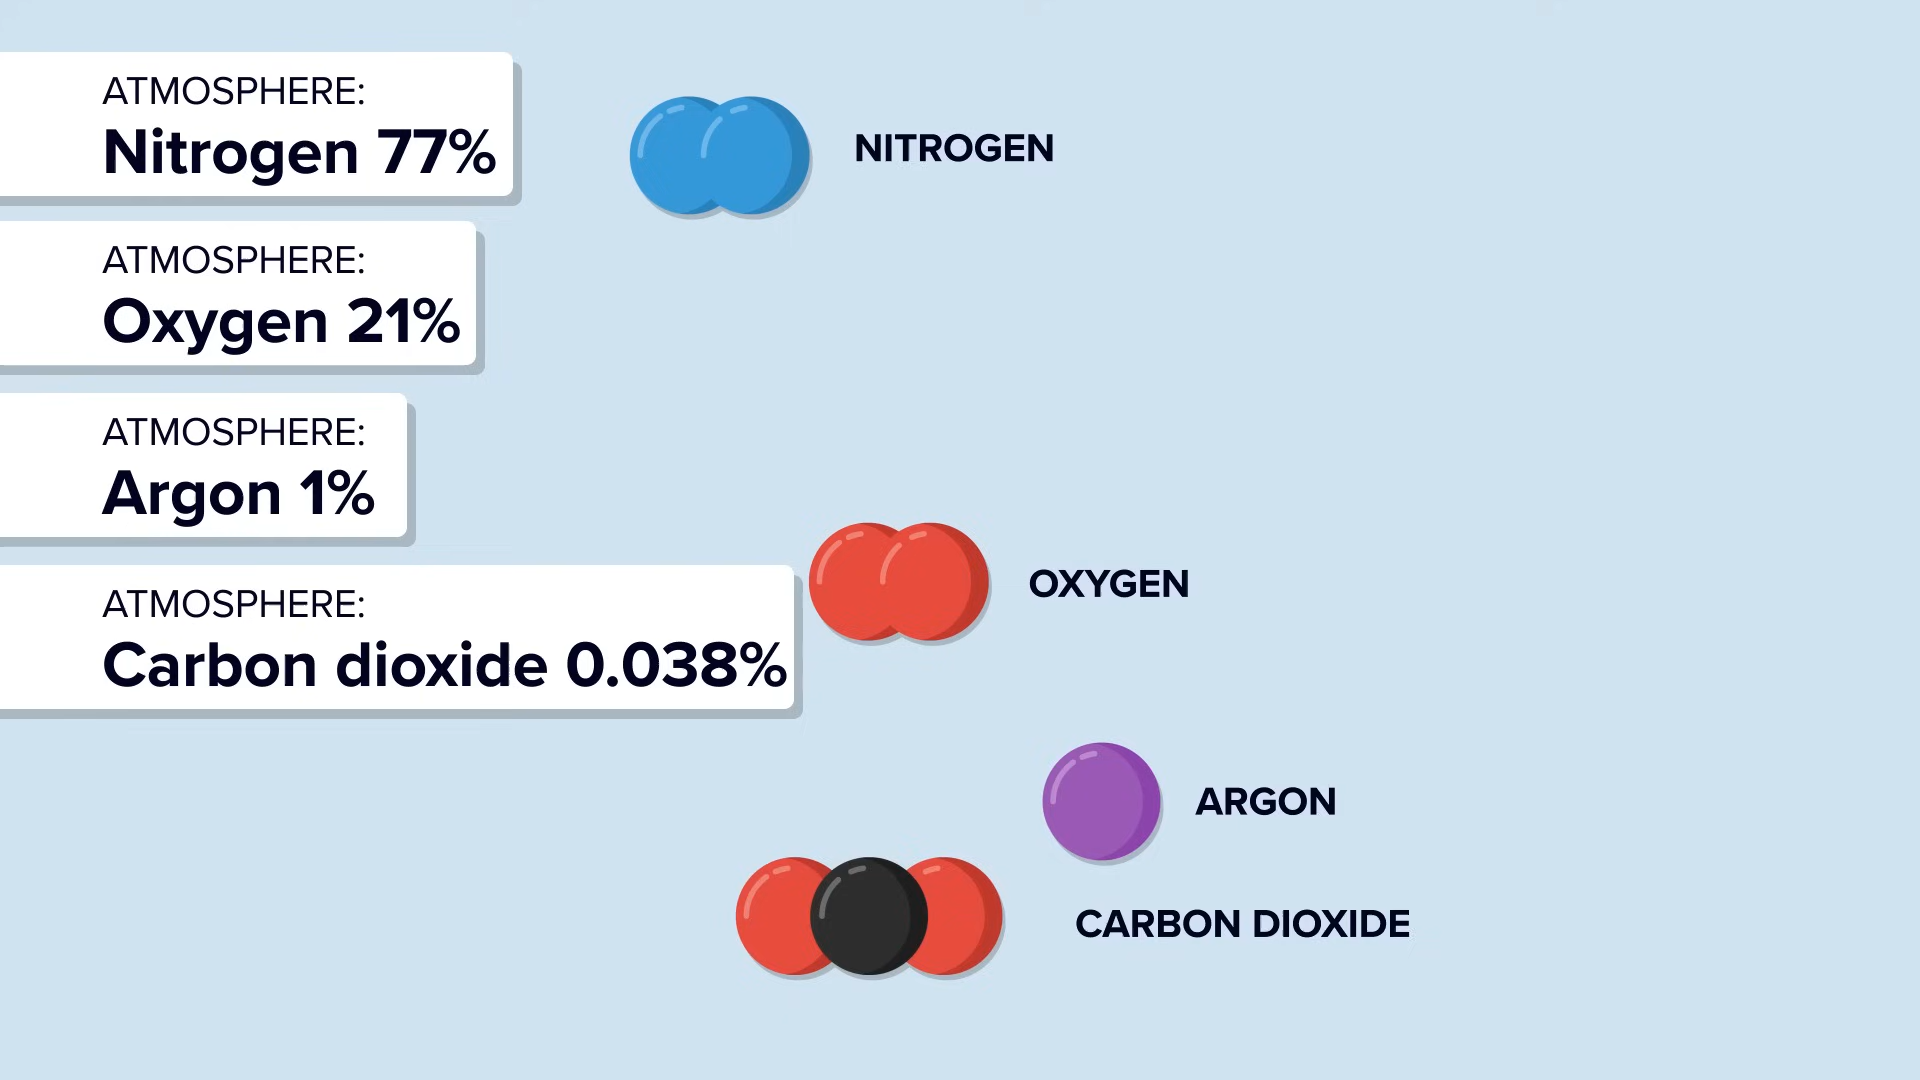 ATMOSPHERE:
Nitrogen 77%
ATMOSPHERE:
Oxygen 21%
ATMOSPHERE:
Argon 1%
ATMOSPHERE:
Carbon dioxide 0.038%
NITROGEN
OXYGEN
ARGON
CARBON DIOXIDE